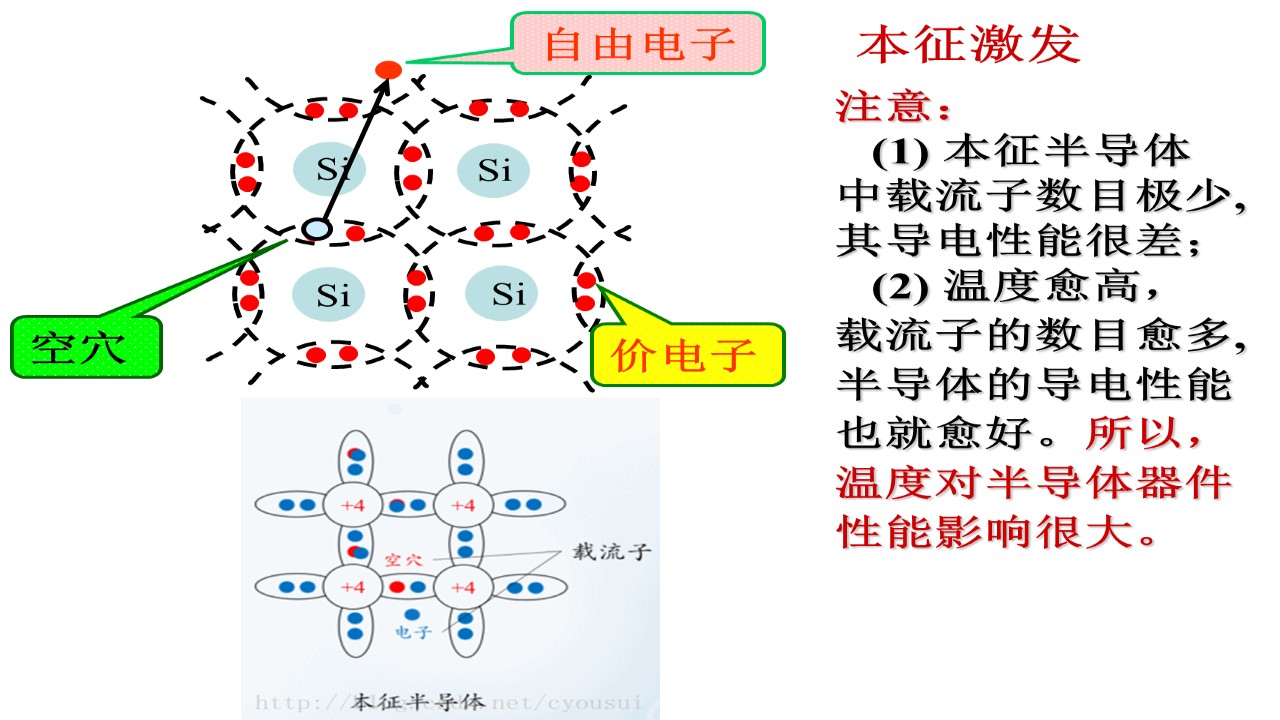 自由电子
本征激发
注意：
(1) 本征半导体
中载流子数目极少,
其导电性能很差；
(2) 温度愈高，
载流子的数目愈多,
半导体的导电性能
也就愈好。所以，
温度对半导体器件
性能影响很大。
Si
Si
Si
Si
空穴
价电子
+4
+4
空穴
载流子
+4
+4
电子
本征半导体